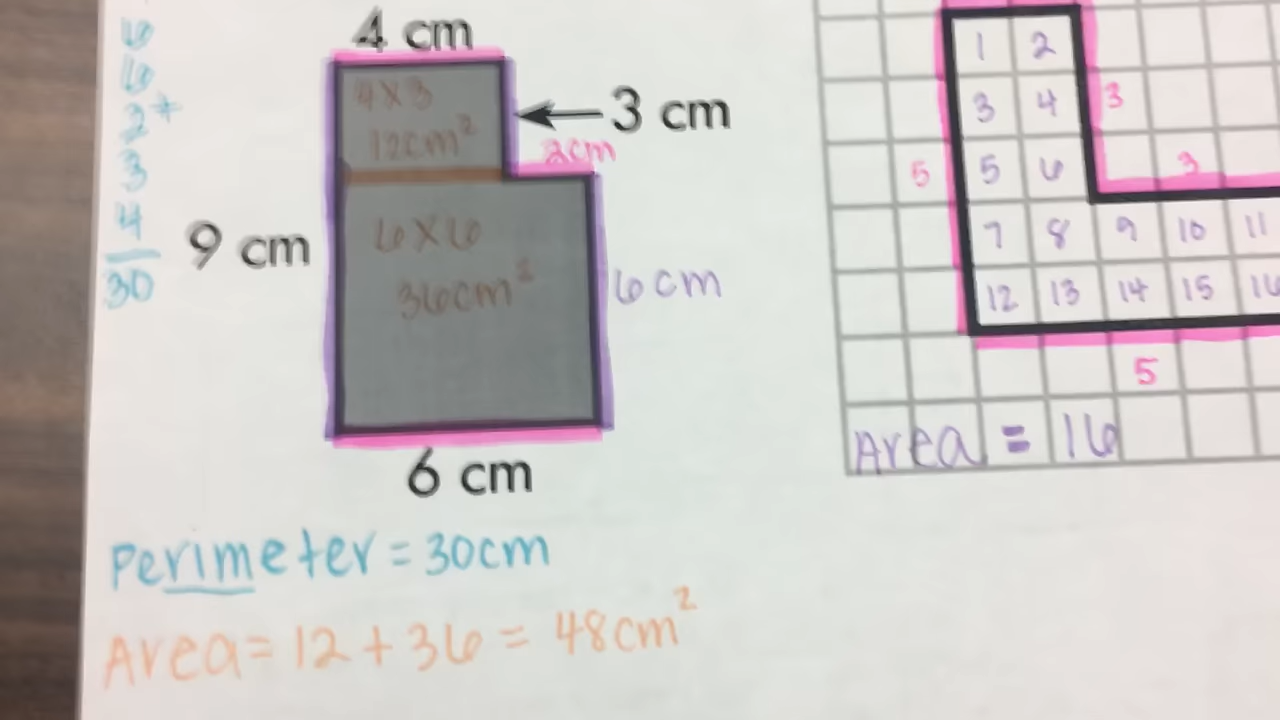 6
6
2+
3
4
30
4 cm
4x3
12cm²
3 cm
2cm
9 cm
6x6
36cm²
6cm
6 cm
Perimeter = 30cm
Area = 12 + 36 = 48cm²
1 2
3 4 3
5 5 6 3
7 8 9 10 11
12 13 14 15 16
5
Area = 16